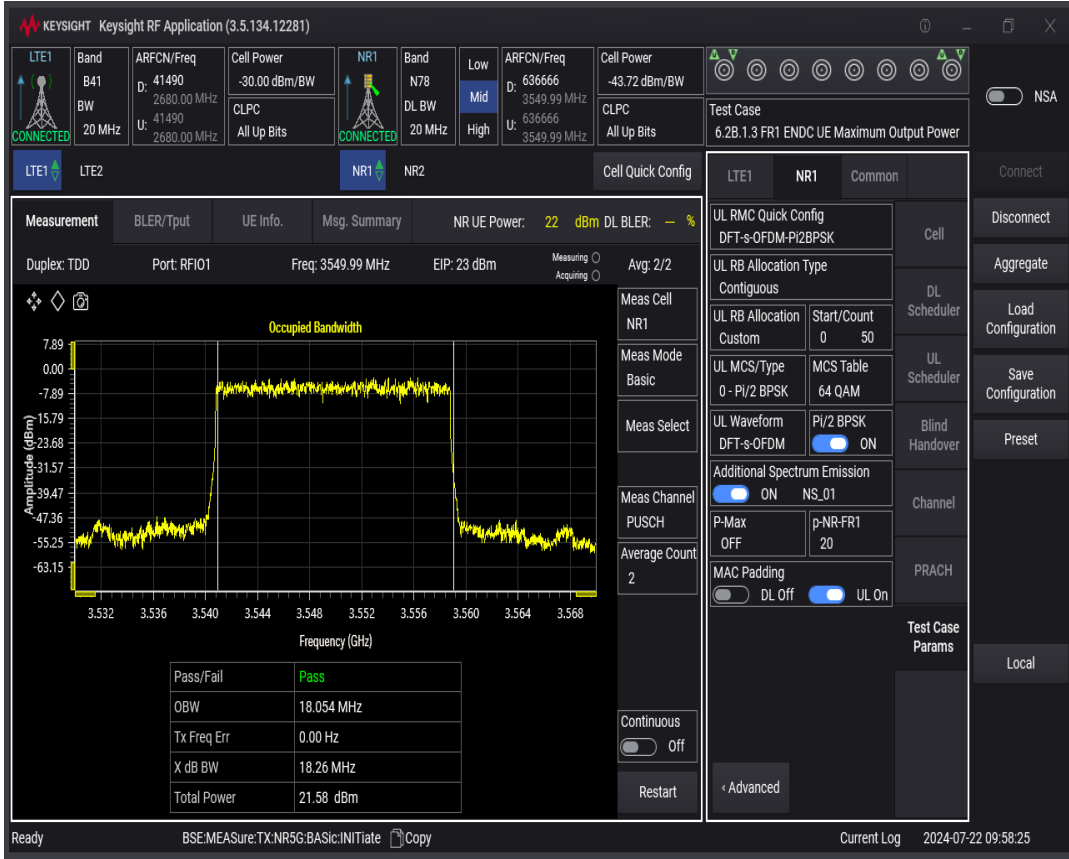 KEYSIGHT Keysight RF Application (3.5.134.12281)
LTE1 Band ARFCN/Freq Cell Power NR1 Band Low ARFCN/Freq Cell Power
B41 D: 41490 -30.00 dBm/BW N78 D: 636666 -43.72 dBm/BW
2680.00 MHz Mid 3549.99 MHz
BW CLPC DL BW CLPC Test Case
CONNECTED 20 MHz U: 41490 All Up Bits CONNECTED 20 MHz High U: 636666 All Up Bits 6.2B.1.3 FR1 ENDC UE Maximum Output Power
2680.00 MHz 3549.99 MHz
NSA
LTE1 LTE2 NR1 NR2 Cell Quick Config
Measurement BLER/Tput UE Info. Msg. Summary NR UE Power: 22 dBm DL BLER: --- %
Duplex: TDD Port: RFIO1 Freq: 3549.99 MHz EIP: 23 dBm Measuring Avg: 2/2
Acquiring
Occupied Bandwidth
Amplitude (dBm)
7.89
0.00
-7.89
-15.79
-23.68
-31.57
-39.47
-47.36
-55.25
-63.15
3.532 3.536 3.540 3.544 3.548 3.552 3.556 3.560 3.564 3.568
Frequency (GHz)
Pass/Fail Pass
OBW 18.054 MHz
Tx Freq Err 0.00 Hz
X dB BW 18.26 MHz
Total Power 21.58 dBm
Meas Cell
NR1
Meas Mode
Basic
Meas Select
Meas Channel
PUSCH
Average Count
2
Continuous
Off
Restart
LTE1 NR1 Common
UL RMC Quick Config
DFT-s-OFDM-Pi2BPSK
UL RB Allocation Type
Contiguous
UL RB Allocation Start/Count
Custom 0 50
UL MCS/Type MCS Table
0 - Pi/2 BPSK 64 QAM
UL Waveform Pi/2 BPSK
DFT-s-OFDM ON
Additional Spectrum Emission
ON NS_01
P-Max p-NR-FR1
OFF 20
MAC Padding
DL Off UL On
‹ Advanced
Cell
DL
Scheduler
UL
Scheduler
Blind
Handover
Channel
PRACH
Test Case
Params
Connect
Disconnect
Aggregate
Load
Configuration
Save
Configuration
Preset
Local
Ready BSE:MEASure:TX:NR5G:BASic:INITiate Copy Current Log 2024-07-22 09:58:25